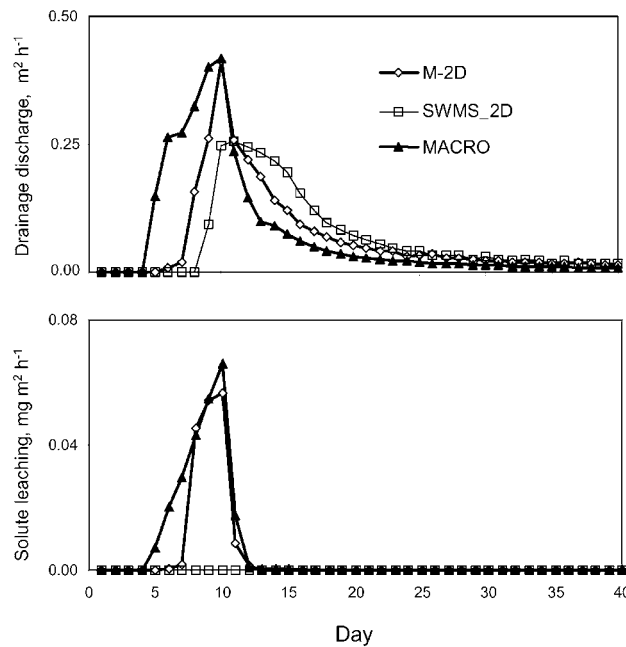 0.50
0.25
0.00
Drainage discharge, m² h⁻¹
M-2D
SWMS_2D
MACRO
0.08
0.04
0.00
Solute leaching, mg m² h⁻¹
0 5 10 15 20 25 30 35 40
Day